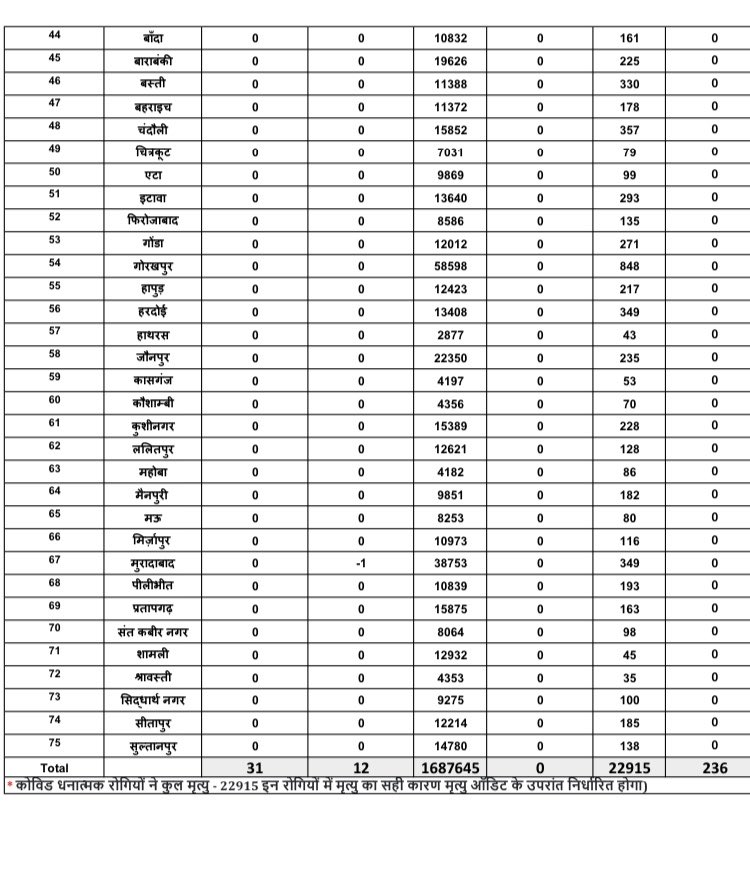 44 बाँदा 0 0 10832 0 161 0
45 बाराबंकी 0 0 19626 0 225 0
46 बस्ती 0 0 11388 0 330 0
47 बहराइच 0 0 11372 0 178 0
48 चंदौली 0 0 15852 0 357 0
49 चित्रकूट 0 0 7031 0 79 0
50 एटा 0 0 9869 0 99 0
51 इटावा 0 0 13640 0 293 0
52 फिरोजाबाद 0 0 8586 0 135 0
53 गोंडा 0 0 12012 0 271 0
54 गोरखपुर 0 0 58598 0 848 0
55 हापुड़ 0 0 12423 0 217 0
56 हरदोई 0 0 13408 0 349 0
57 हाथरस 0 0 2877 0 43 0
58 जौनपुर 0 0 22350 0 235 0
59 कासगंज 0 0 4197 0 53 0
60 कौशाम्बी 0 0 4356 0 70 0
61 कुशीनगर 0 0 15389 0 228 0
62 ललितपुर 0 0 12621 0 128 0
63 महोबा 0 0 4182 0 86 0
64 मैनपुरी 0 0 9851 0 182 0
65 मऊ 0 0 8253 0 80 0
66 मिर्ज़ापुर 0 0 10973 0 116 0
67 मुरादाबाद 0 -1 38753 0 349 0
68 पीलीभीत 0 0 10839 0 193 0
69 प्रतापगढ़ 0 0 15875 0 163 0
70 संत कबीर नगर 0 0 8064 0 98 0
71 शामली 0 0 12932 0 45 0
72 श्रावस्ती 0 0 4353 0 35 0
73 सिद्धार्थ नगर 0 0 9275 0 100 0
74 सीतापुर 0 0 12214 0 185 0
75 सुल्तानपुर 0 0 14780 0 138 0
Total 31 12 1687645 0 22915 236
* कोविड धनात्मक रोगियों ने कुल मृत्यु - 22915 इन रोगियों में मृत्यु का सही कारण मृत्यु ऑडिट के उपरांत निर्धारित होगा)